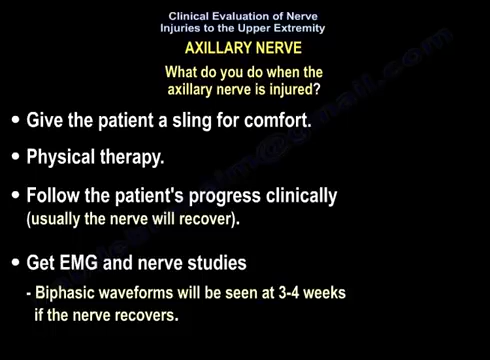 Clinical Evaluation of Nerve
Injuries to the Upper Extremity
AXILLARY NERVE
What do you do when the
axillary nerve is injured?
• Give the patient a sling for comfort.
• Physical therapy.
• Follow the patient's progress clinically
(usually the nerve will recover).
• Get EMG and nerve studies
- Biphasic waveforms will be seen at 3-4 weeks
if the nerve recovers.